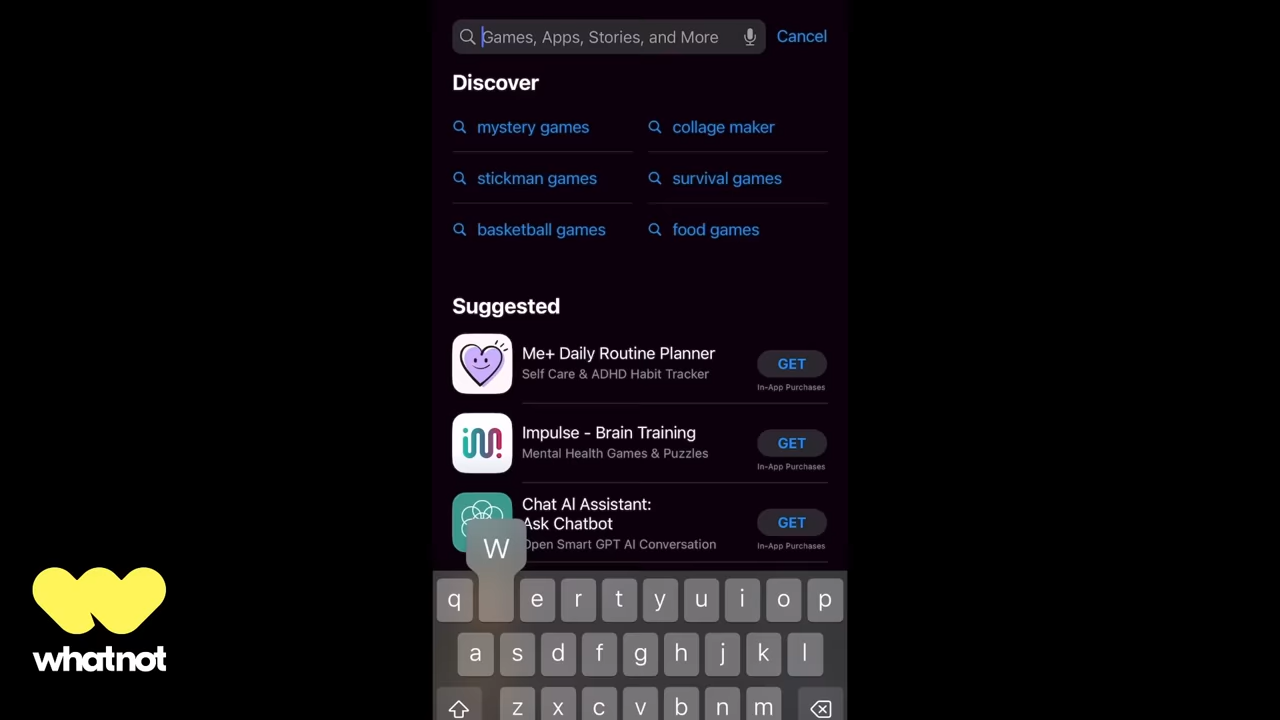 Games, Apps, Stories, and More
Cancel
Discover
mystery games
collage maker
stickman games
survival games
basketball games
food games
Suggested
Me+ Daily Routine Planner
Self Care & ADHD Habit Tracker
GET
In-App Purchases
Impulse - Brain Training
Mental Health Games & Puzzles
GET
In-App Purchases
Chat AI Assistant:
Ask Chatbot
Open Smart GPT AI Conversation
GET
In-App Purchases
W
q e r t y u i o p
a s d f g h j k l
z x c v b n m
whatnot